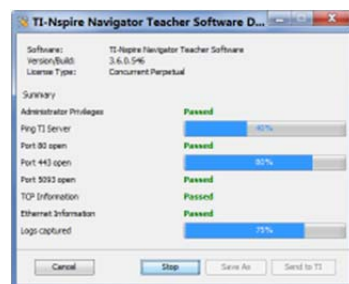 TI-Nspire Navigator Teacher Software D...
Software: TI-Nspire Navigator Teacher Software
Version/Build: 3.6.0.546
License Type: Concurrent Perpetual
Summary
Administrator Privileges Passed
Ping TI Server 40%
Port 80 open Passed
Port 443 open 80%
Port 5093 open Passed
TCP Information Passed
Ethernet Information Passed
Logs captured 75%
Cancel Stop Save As Send to TI